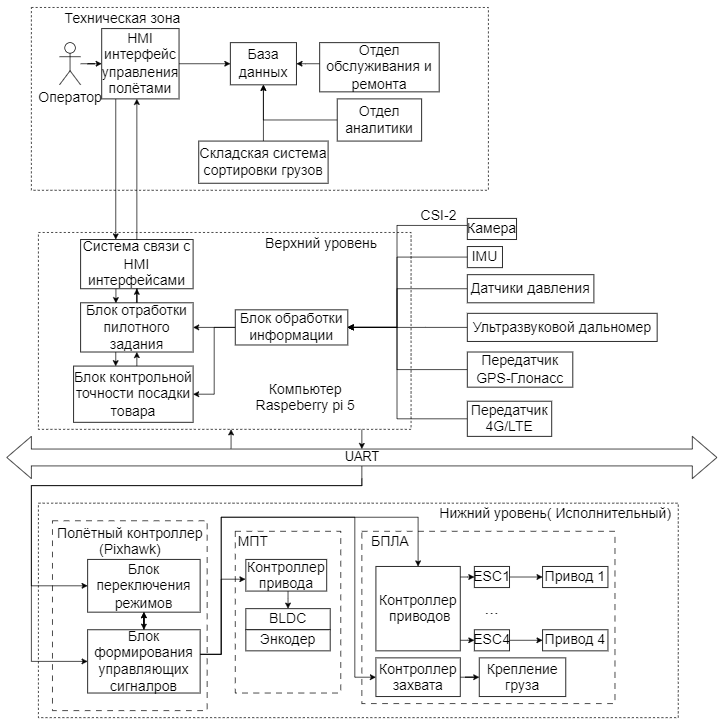 Техническая зона
HMI
интерфейс
управления
полётами
Оператор
База
данных
Отдел
обслуживания и
ремонта
Отдел
аналитики
Складская система
сортировки грузов
CSI-2
Верхний уровень
Система связи с
HMI
интерфейсами
Блок отработки
пилотного
задания
Блок контрольной
точности посадки
товара
Блок обработки
информации
Компьютер
Raspeberry pi 5
Камера
IMU
Датчики давления
Ультразвуковой дальномер
Передатчик
GPS-Глонасс
Передатчик
4G/LTE
UART
Нижний уровень( Исполнительный)
Полётный контроллер
(Pixhawk)
Блок
переключения
режимов
Блок
формирования
управляющих
сигналров
МПТ
Контроллер
привода
BLDC
Энкодер
БПЛА
Контроллер
приводов
ESC1
Привод 1
...
ESC4
Привод 4
Контроллер
захвата
Крепление
груза